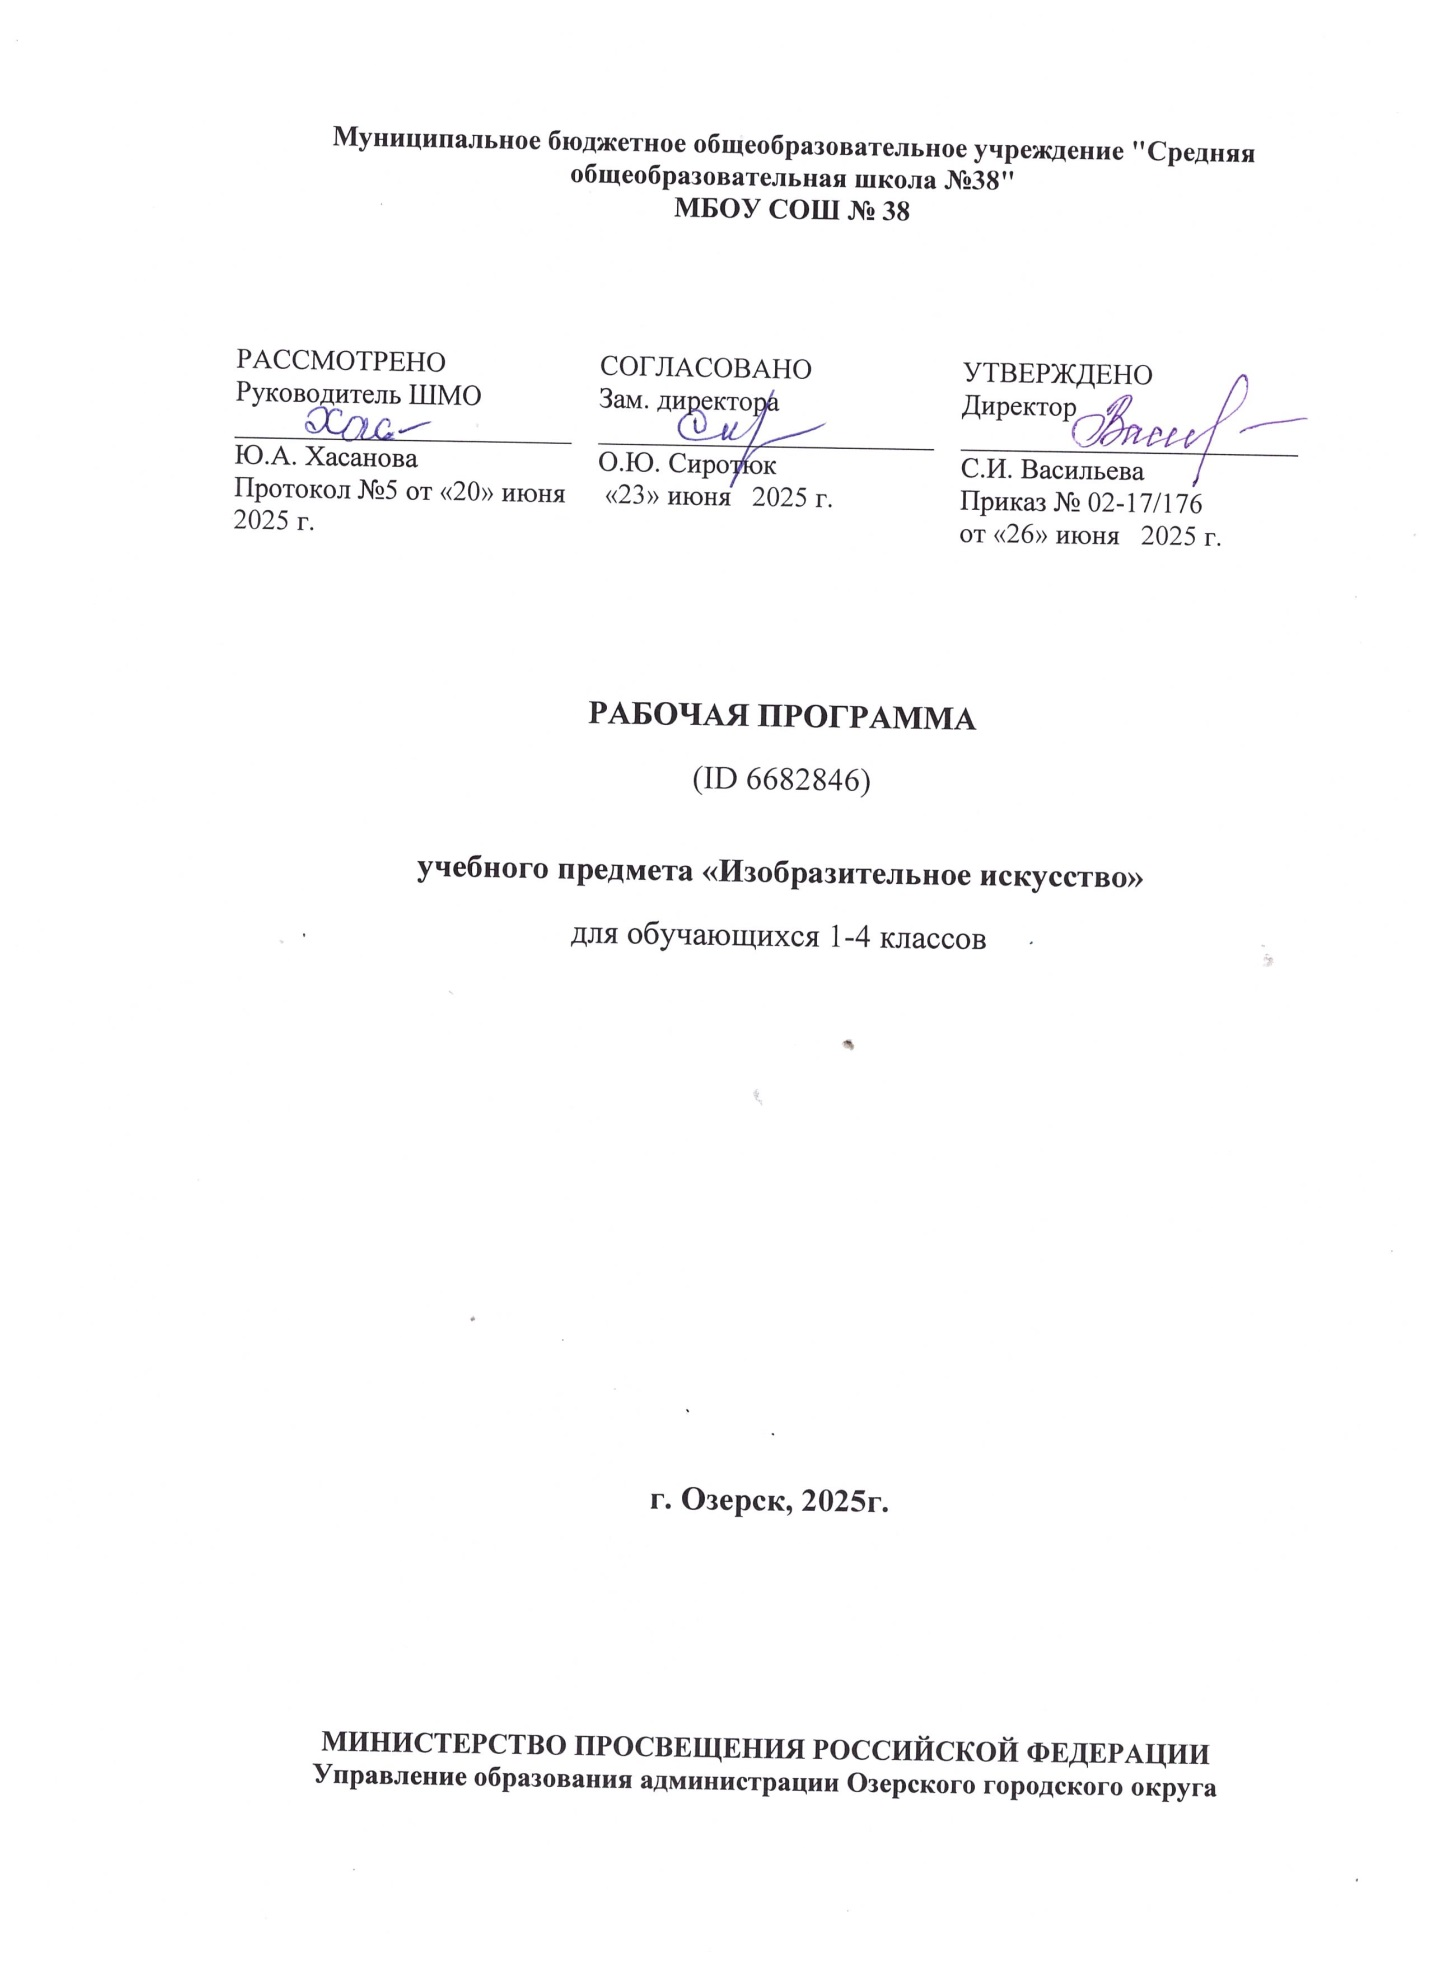 Муниципальное бюджетное общеобразовательное учреждение "Средняя
общеобразовательная школа №38"
МБОУ СОШ № 38
РАССМОТРЕНО
Руководитель ШМО
Ю.А. Хасанова
Протокол №5 от «20» июня
2025 г.
СОГЛАСОВАНО
Зам. директора
О.Ю. Сиротюк
«23» июня 2025 г.
УТВЕРЖДЕНО
Директор
С.И. Васильева
Приказ № 02-17/176
от «26» июня 2025 г.
РАБОЧАЯ ПРОГРАММА
(ID 6682846)
учебного предмета «Изобразительное искусство»
для обучающихся 1-4 классов
г. Озерск, 2025г.
МИНИСТЕРСТВО ПРОСВЕЩЕНИЯ РОССИЙСКОЙ ФЕДЕРАЦИИ
Управление образования администрации Озерского городского округа